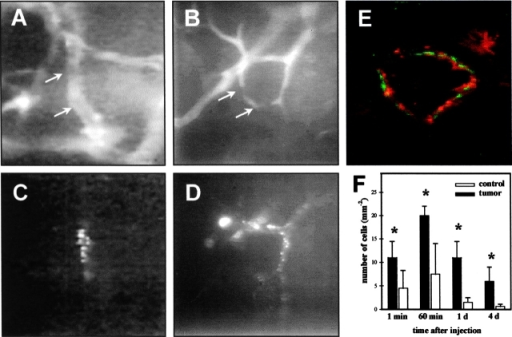 A
B
E
C
D
F
control
tumor
number of cells (mm⁻²)
25
20
15
10
5
0
*
*
*
*
1 min 60 min 1 d 4 d
time after injection